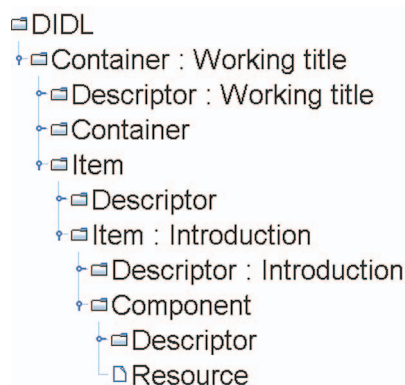 DIDL
Container : Working title
Descriptor : Working title
Container
Item
Descriptor
Item : Introduction
Descriptor : Introduction
Component
Descriptor
Resource